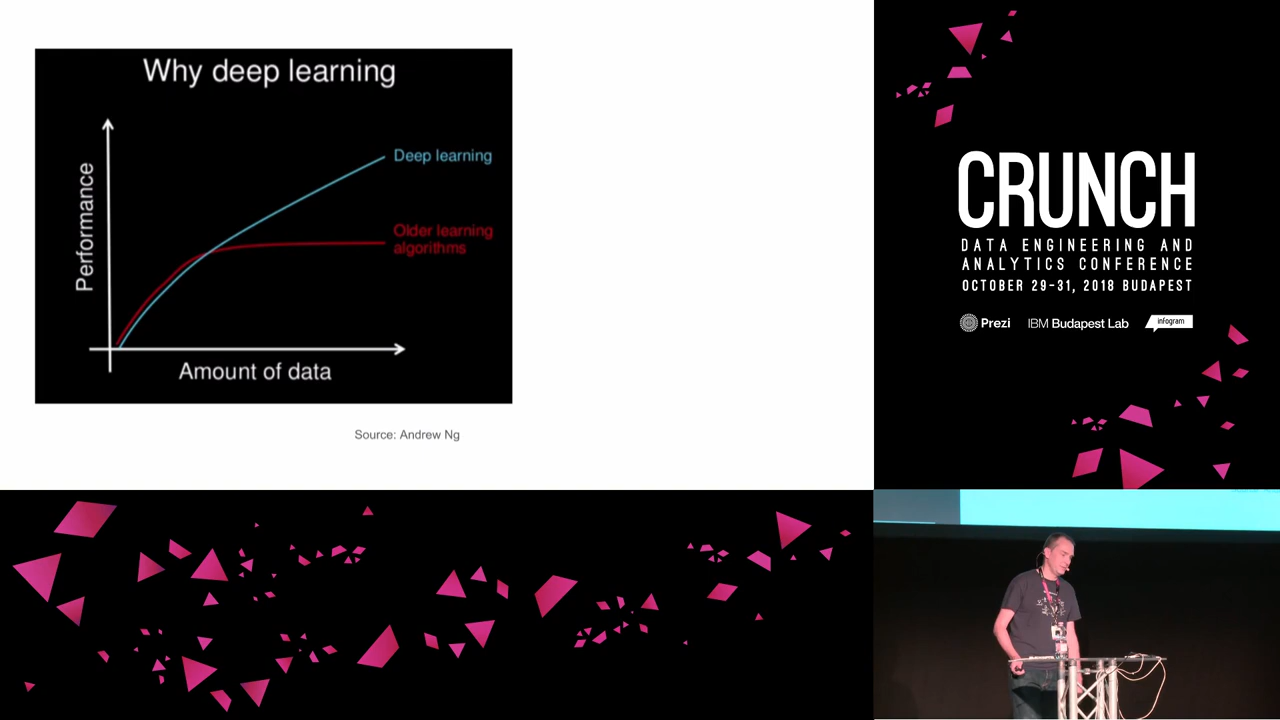 Why deep learning
Performance
Deep learning
Older learning
algorithms
Amount of data
Source: Andrew Ng
CRUNCH
DATA ENGINEERING AND
ANALYTICS CONFERENCE
OCTOBER 29-31, 2018 BUDAPEST
Prezi IBM Budapest Lab infogram